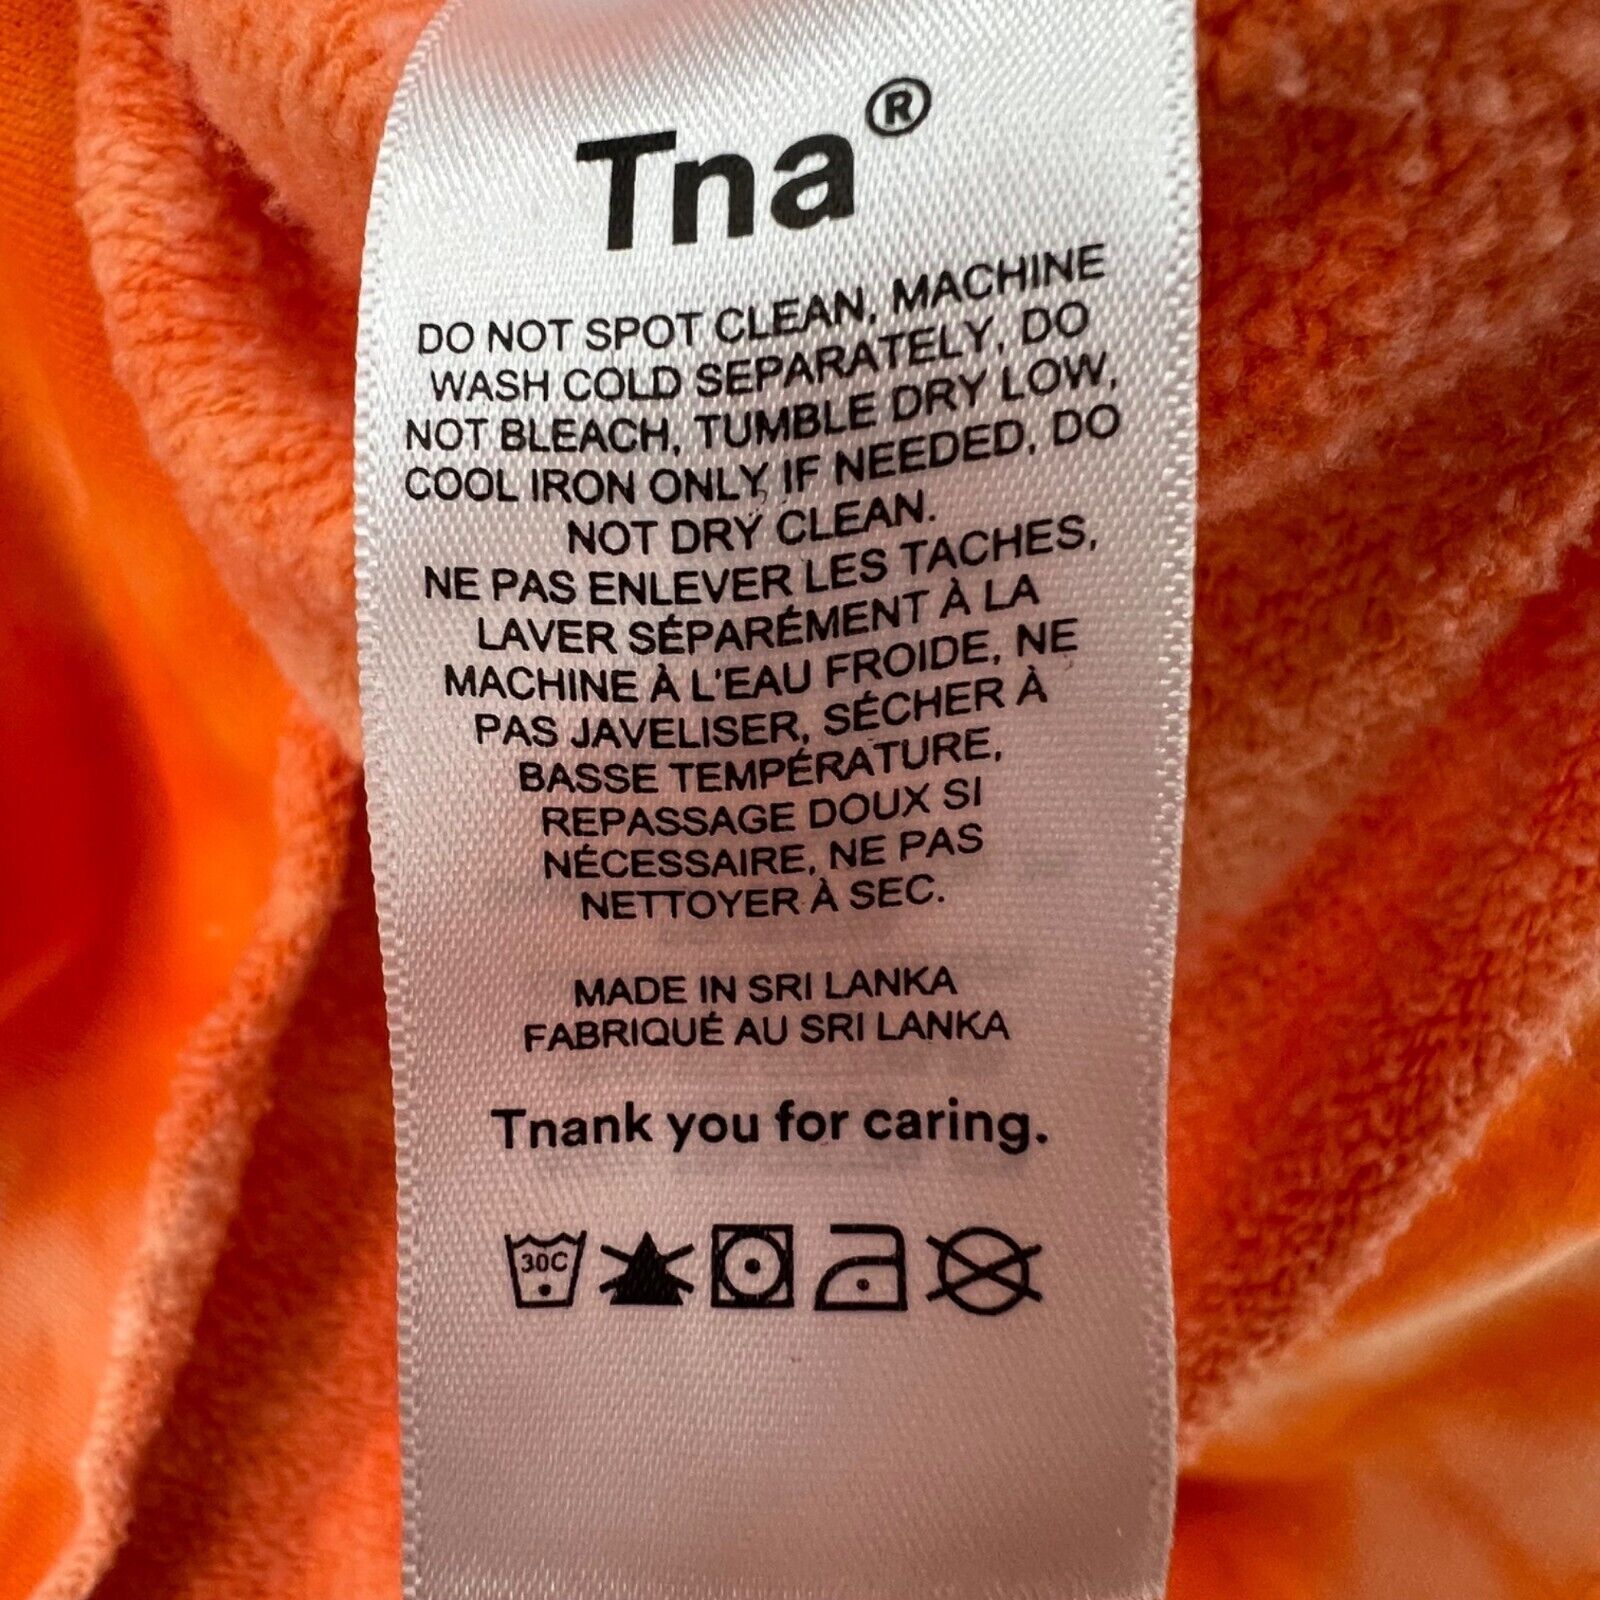 Tna®
DO NOT SPOT CLEAN, MACHINE
WASH COLD SEPARATELY, DO
NOT BLEACH, TUMBLE DRY LOW,
COOL IRON ONLY, IF NEEDED, DO
NOT DRY CLEAN.
NE PAS ENLEVER LES TACHES,
LAVER SÉPARÉMENT À LA
MACHINE À L'EAU FROIDE, NE
PAS JAVELISER, SÉCHER À
BASSE TEMPÉRATURE,
REPASSAGE DOUX SI
NÉCESSAIRE, NE PAS
NETTOYER À SEC.
MADE IN SRI LANKA
FABRIQUÉ AU SRI LANKA
Tnank you for caring.
30C